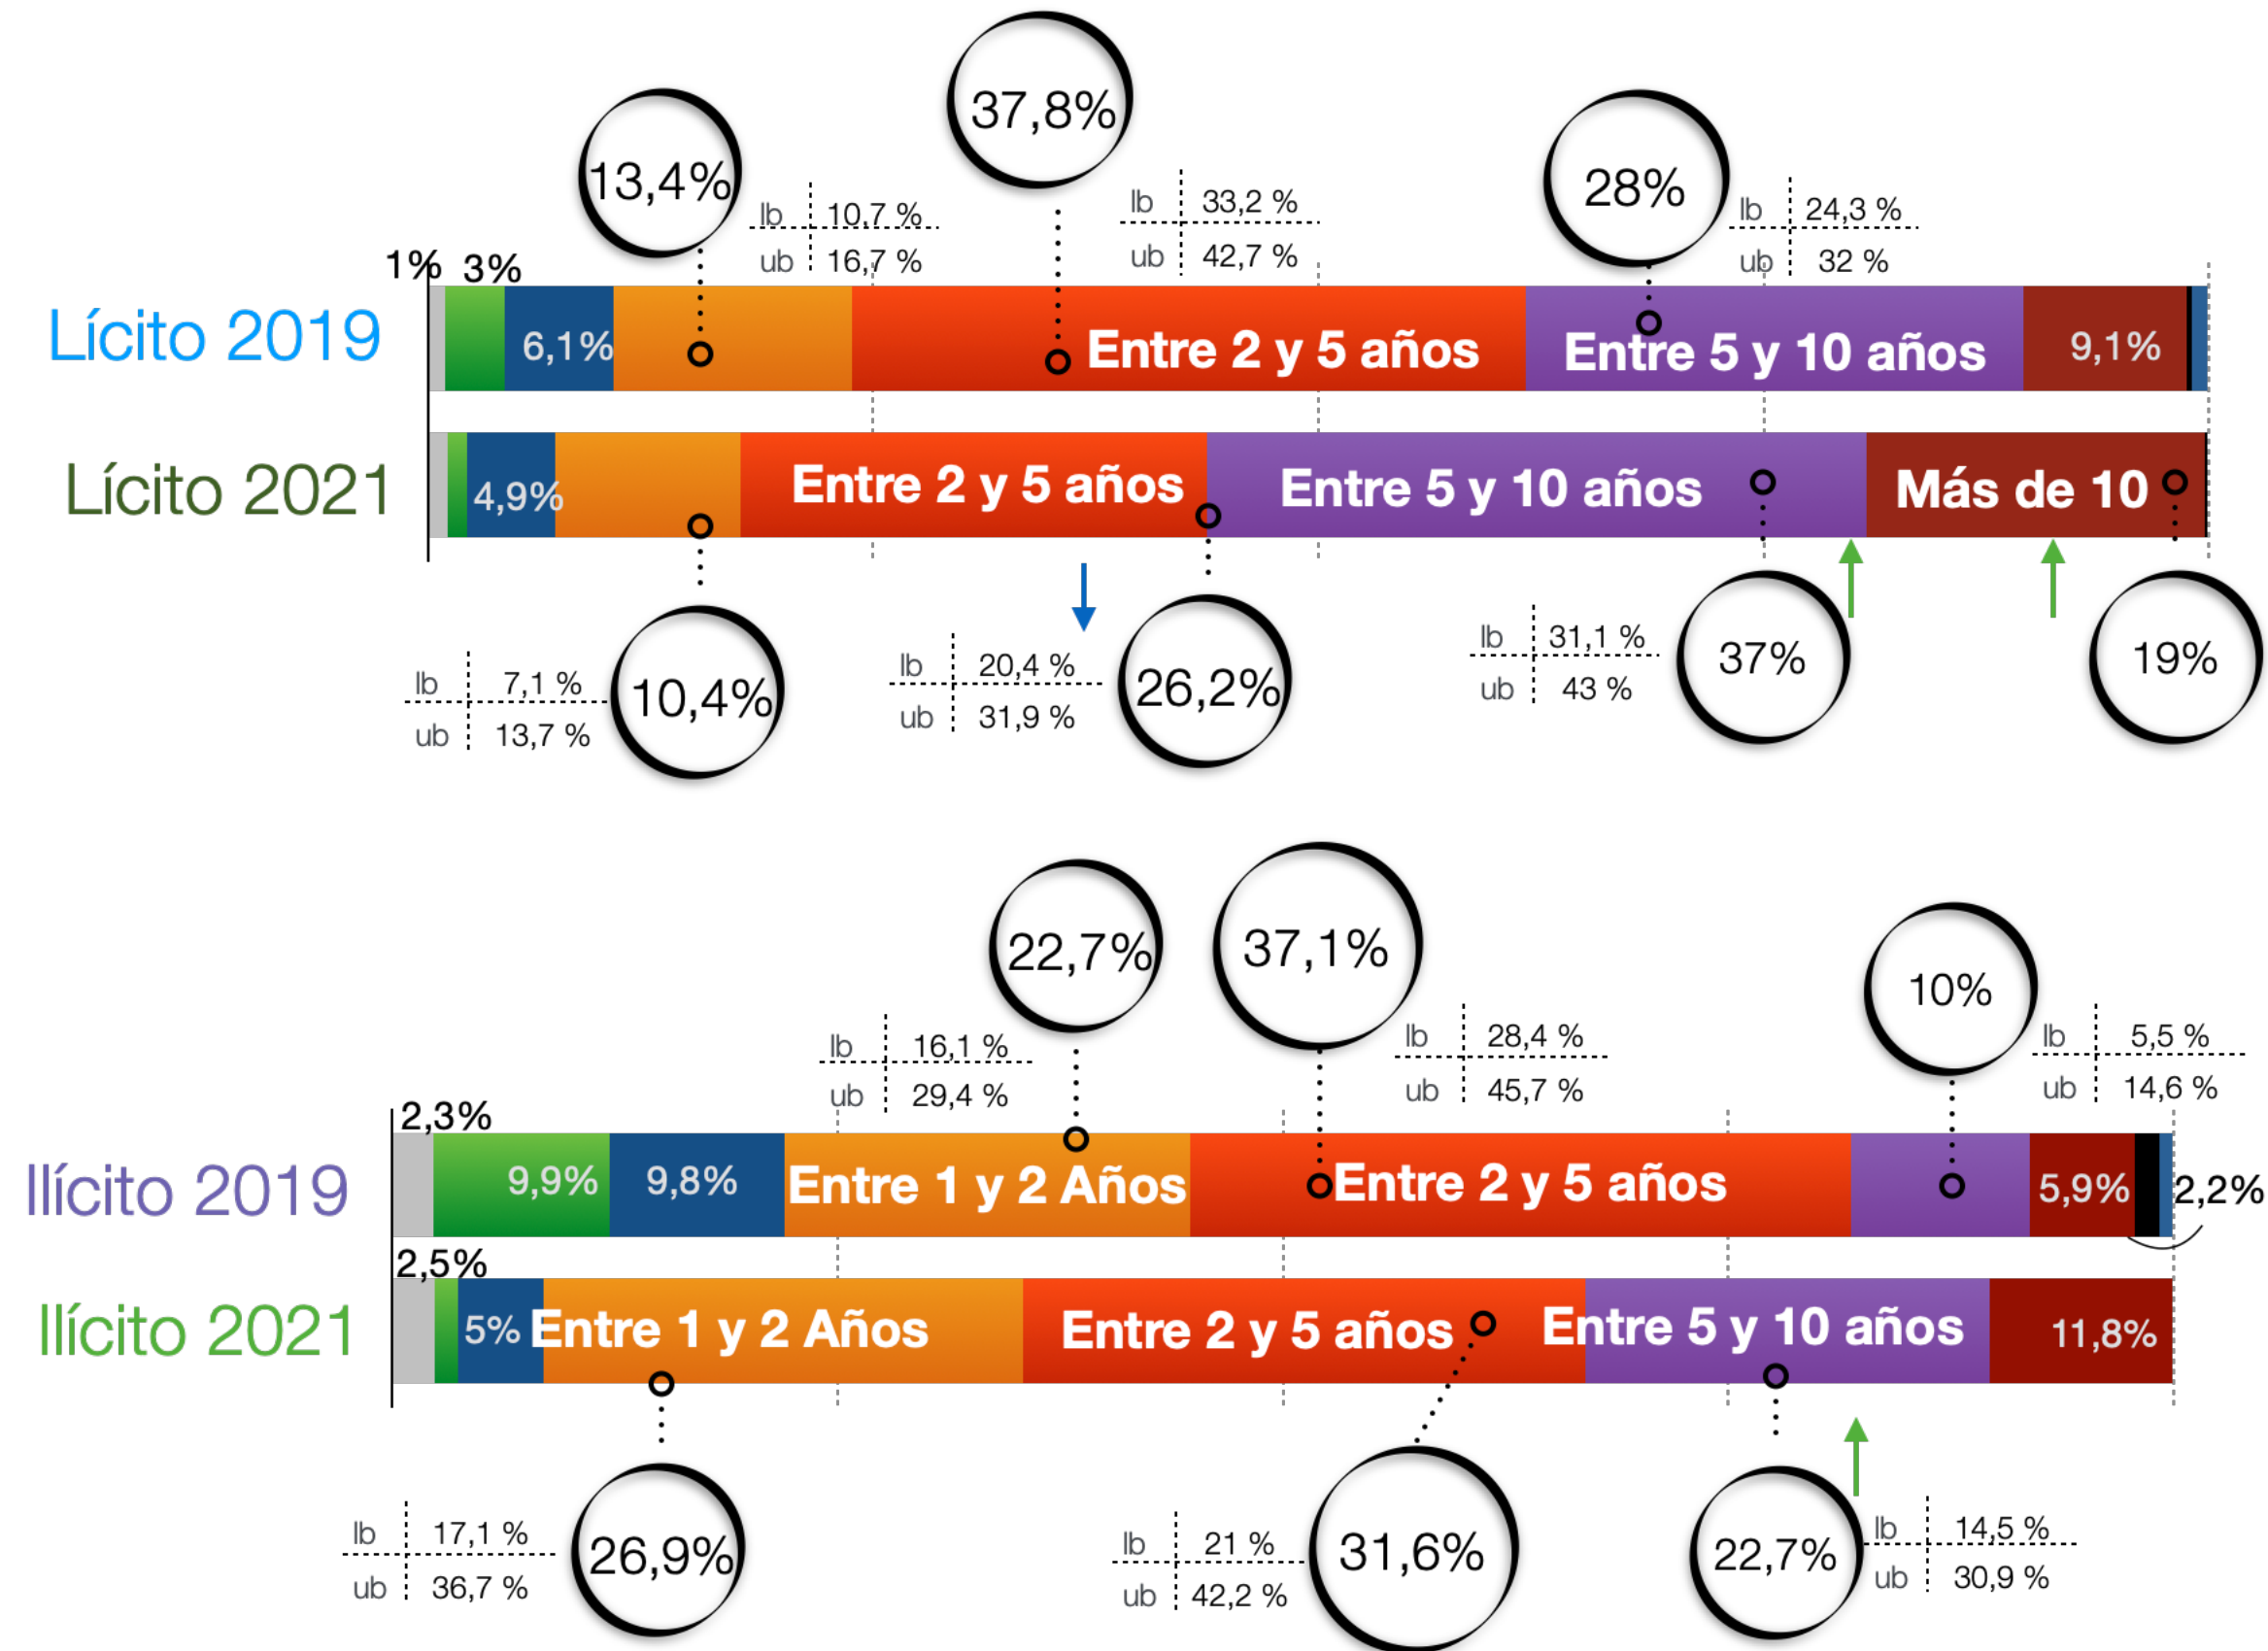 37,8%
13,4%
28%
lb 10,7 %
ub 16,7 %
lb 33,2 %
ub 42,7 %
lb 24,3 %
ub 32 %
1% 3%
Lícito 2019
6,1%
Entre 2 y 5 años
Entre 5 y 10 años
9,1%
Lícito 2021
4,9%
Entre 2 y 5 años
Entre 5 y 10 años
Más de 10
lb 7,1 %
ub 13,7 %
10,4%
lb 20,4 %
ub 31,9 %
26,2%
lb 31,1 %
ub 43 %
37%
19%
22,7%
37,1%
10%
lb 16,1 %
ub 29,4 %
lb 28,4 %
ub 45,7 %
lb 5,5 %
ub 14,6 %
2,3%
Ilícito 2019
9,9%
9,8%
Entre 1 y 2 Años
Entre 2 y 5 años
5,9%
2,2%
2,5%
Ilícito 2021
5%
Entre 1 y 2 Años
Entre 2 y 5 años
Entre 5 y 10 años
11,8%
lb 17,1 %
ub 36,7 %
26,9%
lb 21 %
ub 42,2 %
31,6%
22,7%
lb 14,5 %
ub 30,9 %